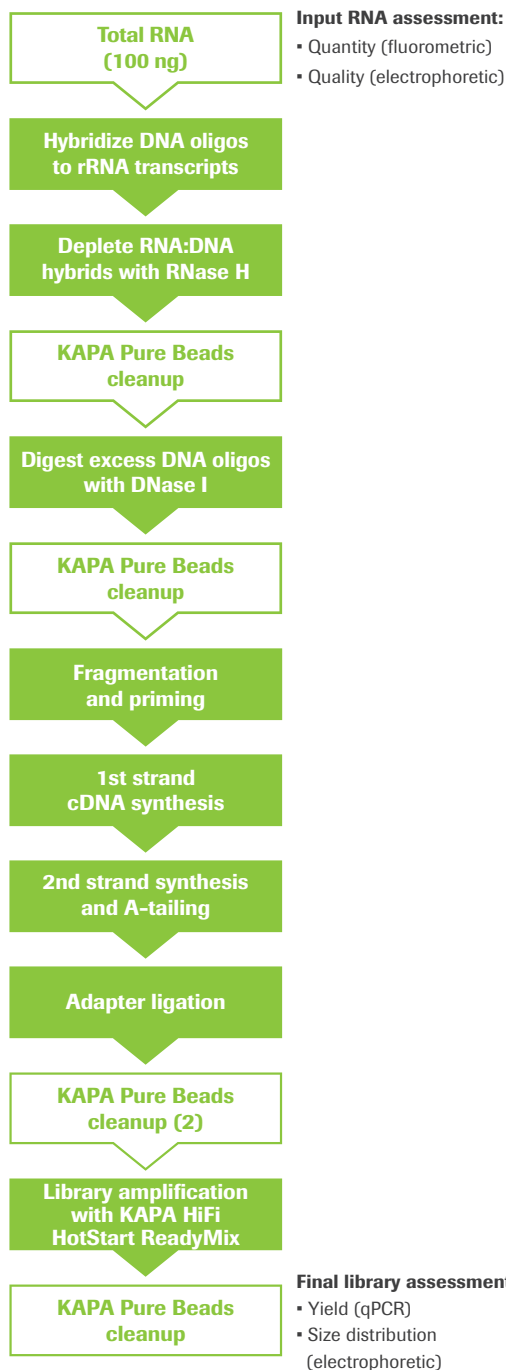 Total RNA
(100 ng)
Input RNA assessment:
▪ Quantity (fluorometric)
▪ Quality (electrophoretic)
Hybridize DNA oligos
to rRNA transcripts
Deplete RNA:DNA
hybrids with RNase H
KAPA Pure Beads
cleanup
Digest excess DNA oligos
with DNase I
KAPA Pure Beads
cleanup
Fragmentation
and priming
1st strand
cDNA synthesis
2nd strand synthesis
and A-tailing
Adapter ligation
KAPA Pure Beads
cleanup (2)
Library amplification
with KAPA HiFi
HotStart ReadyMix
KAPA Pure Beads
cleanup
Final library assessment
▪ Yield (qPCR)
▪ Size distribution
(electrophoretic)